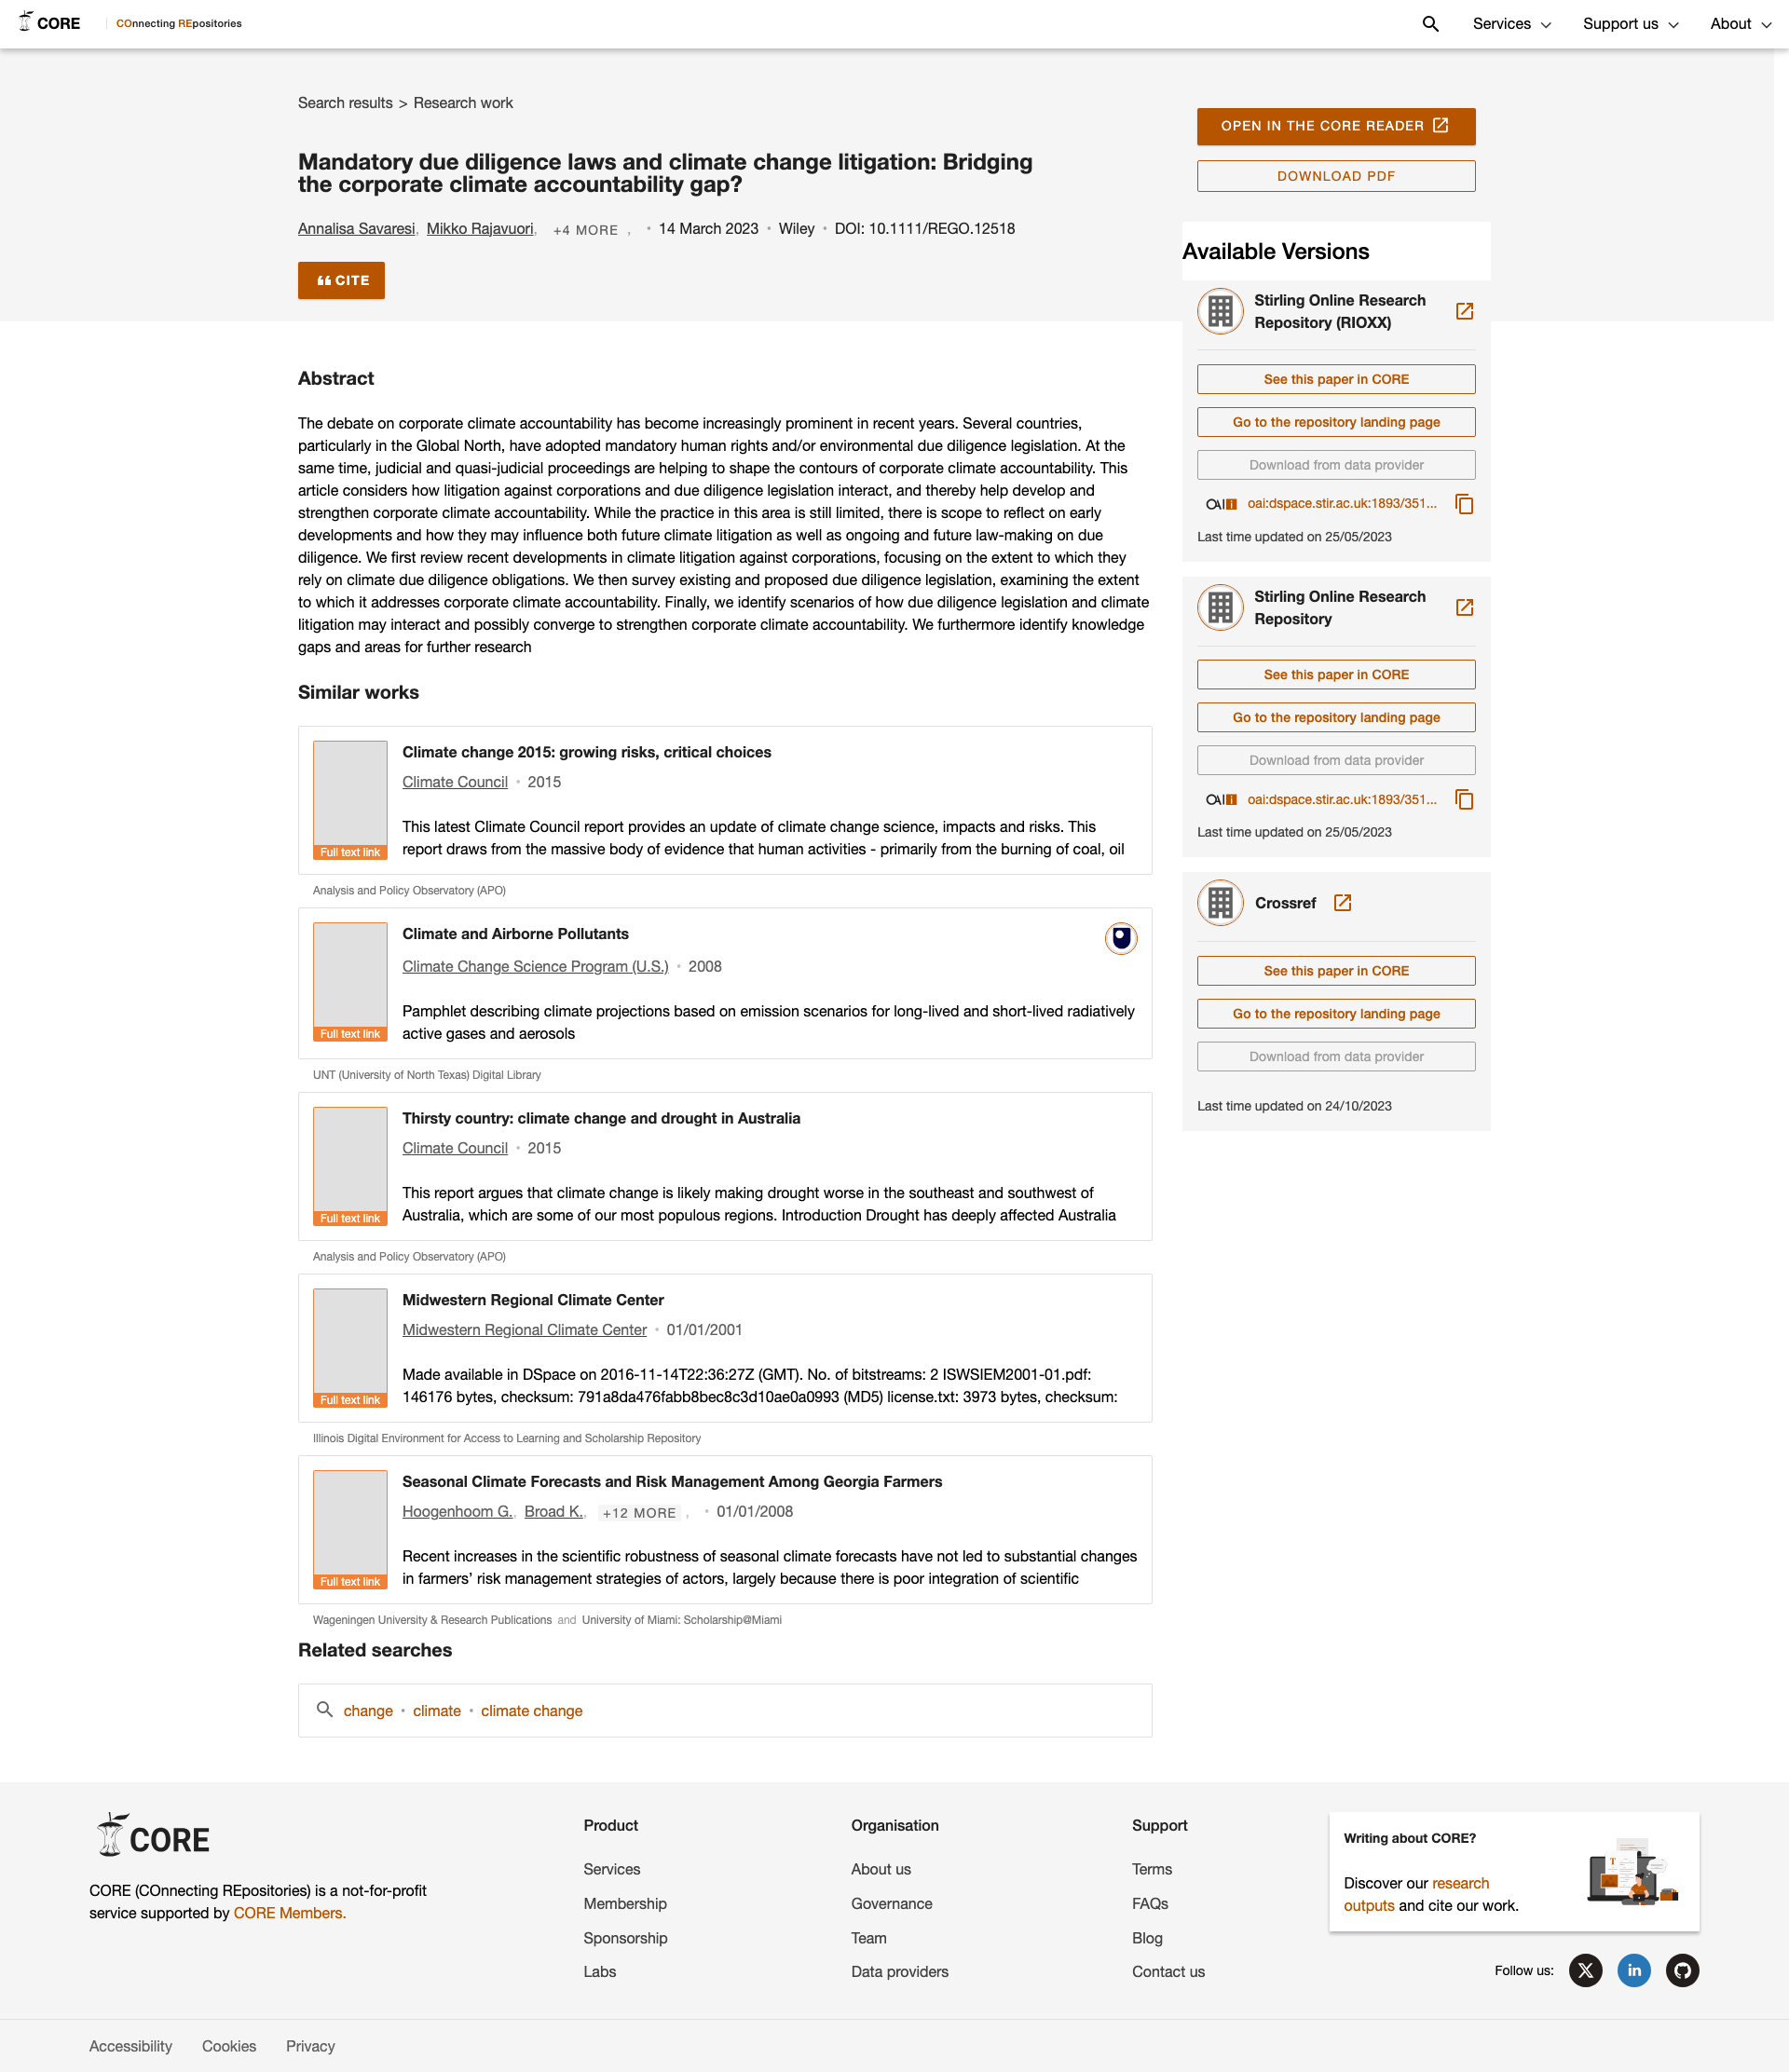 CORE
COnnecting REpositories
Services
Support us
About
Search results > Research work
Mandatory due diligence laws and climate change litigation: Bridging
the corporate climate accountability gap?
Annalisa Savaresi, Mikko Rajavuori, +4 MORE , • 14 March 2023 • Wiley • DOI: 10.1111/REGO.12518
CITE
OPEN IN THE CORE READER
DOWNLOAD PDF
Abstract
The debate on corporate climate accountability has become increasingly prominent in recent years. Several countries,
particularly in the Global North, have adopted mandatory human rights and/or environmental due diligence legislation. At the
same time, judicial and quasi-judicial proceedings are helping to shape the contours of corporate climate accountability. This
article considers how litigation against corporations and due diligence legislation interact, and thereby help develop and
strengthen corporate climate accountability. While the practice in this area is still limited, there is scope to reflect on early
developments and how they may influence both future climate litigation as well as ongoing and future law-making on due
diligence. We first review recent developments in climate litigation against corporations, focusing on the extent to which they
rely on climate due diligence obligations. We then survey existing and proposed due diligence legislation, examining the extent
to which it addresses corporate climate accountability. Finally, we identify scenarios of how due diligence legislation and climate
litigation may interact and possibly converge to strengthen corporate climate accountability. We furthermore identify knowledge
gaps and areas for further research
Similar works
Full text link
Climate change 2015: growing risks, critical choices
Climate Council • 2015
This latest Climate Council report provides an update of climate change science, impacts and risks. This
report draws from the massive body of evidence that human activities - primarily from the burning of coal, oil
Analysis and Policy Observatory (APO)
Full text link
Climate and Airborne Pollutants
Climate Change Science Program (U.S.) • 2008
Pamphlet describing climate projections based on emission scenarios for long-lived and short-lived radiatively
active gases and aerosols
UNT (University of North Texas) Digital Library
Full text link
Thirsty country: climate change and drought in Australia
Climate Council • 2015
This report argues that climate change is likely making drought worse in the southeast and southwest of
Australia, which are some of our most populous regions. Introduction Drought has deeply affected Australia
Analysis and Policy Observatory (APO)
Full text link
Midwestern Regional Climate Center
Midwestern Regional Climate Center • 01/01/2001
Made available in DSpace on 2016-11-14T22:36:27Z (GMT). No. of bitstreams: 2 ISWSIEM2001-01.pdf:
146176 bytes, checksum: 791a8da476fabb8bec8c3d10ae0a0993 (MD5) license.txt: 3973 bytes, checksum:
Illinois Digital Environment for Access to Learning and Scholarship Repository
Full text link
Seasonal Climate Forecasts and Risk Management Among Georgia Farmers
Hoogenhoom G., Broad K., +12 MORE , • 01/01/2008
Recent increases in the scientific robustness of seasonal climate forecasts have not led to substantial changes
in farmers’ risk management strategies of actors, largely because there is poor integration of scientific
Wageningen University & Research Publications and University of Miami: Scholarship@Miami
Related searches
change • climate • climate change
Available Versions
Stirling Online Research
Repository (RIOXX)
See this paper in CORE
Go to the repository landing page
Download from data provider
OAI oai:dspace.stir.ac.uk:1893/351...
Last time updated on 25/05/2023
Stirling Online Research
Repository
See this paper in CORE
Go to the repository landing page
Download from data provider
OAI oai:dspace.stir.ac.uk:1893/351...
Last time updated on 25/05/2023
Crossref
See this paper in CORE
Go to the repository landing page
Download from data provider
Last time updated on 24/10/2023
CORE
CORE (COnnecting REpositories) is a not-for-profit
service supported by CORE Members.
Product
Services
Membership
Sponsorship
Labs
Organisation
About us
Governance
Team
Data providers
Support
Terms
FAQs
Blog
Contact us
Writing about CORE?
Discover our research
outputs and cite our work.
Follow us:
Accessibility
Cookies
Privacy